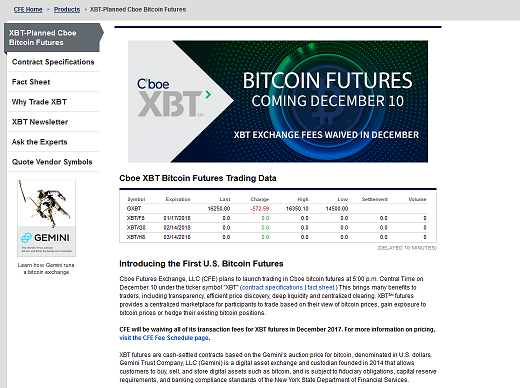 CFE Home » Products » XBT-Planned Cboe Bitcoin Futures
XBT-Planned Cboe
Bitcoin Futures
Contract Specifications
Fact Sheet
Why Trade XBT
XBT Newsletter
Ask the Experts
Quote Vendor Symbols
GEMINI
Learn how Gemini runs
a bitcoin exchange
Cboe
XBT
BITCOIN FUTURES
COMING DECEMBER 10
XBT EXCHANGE FEES WAIVED IN DECEMBER
Cboe XBT Bitcoin Futures Trading Data
Symbol Expiration Last Change High Low Settlement Volume
GXBT 16250.00 -572.59 16350.10 14500.00
XBT/F8 01/17/2018 0.0 0.0 0.0 0.0 0.0 0
XBT/G8 02/14/2018 0.0 0.0 0.0 0.0 0.0 0
XBT/H8 03/14/2018 0.0 0.0 0.0 0.0 0.0 0
(DELAYED 10 MINUTES)
Introducing the First U.S. Bitcoin Futures
Cboe Futures Exchange, LLC (CFE) plans to launch trading in Cboe bitcoin futures at 5:00 p.m. Central Time on
December 10 under the ticker symbol "XBT" (contract specifications | fact sheet.) This brings many benefits to
traders, including transparency, efficient price discovery, deep liquidity and centralized clearing. XBT℠ futures
provides a centralized marketplace for participants to trade based on their view of bitcoin prices, gain exposure to
bitcoin prices or hedge their existing bitcoin positions.
CFE will be waiving all of its transaction fees for XBT futures in December 2017. For more information on pricing,
visit the CFE Fee Schedule page.
XBT futures are cash-settled contracts based on the Gemini's auction price for bitcoin, denominated in U.S. dollars.
Gemini Trust Company, LLC (Gemini) is a digital asset exchange and custodian founded in 2014 that allows
customers to buy, sell, and store digital assets such as bitcoin, and is subject to fiduciary obligations, capital reserve
requirements, and banking compliance standards of the New York State Department of Financial Services.